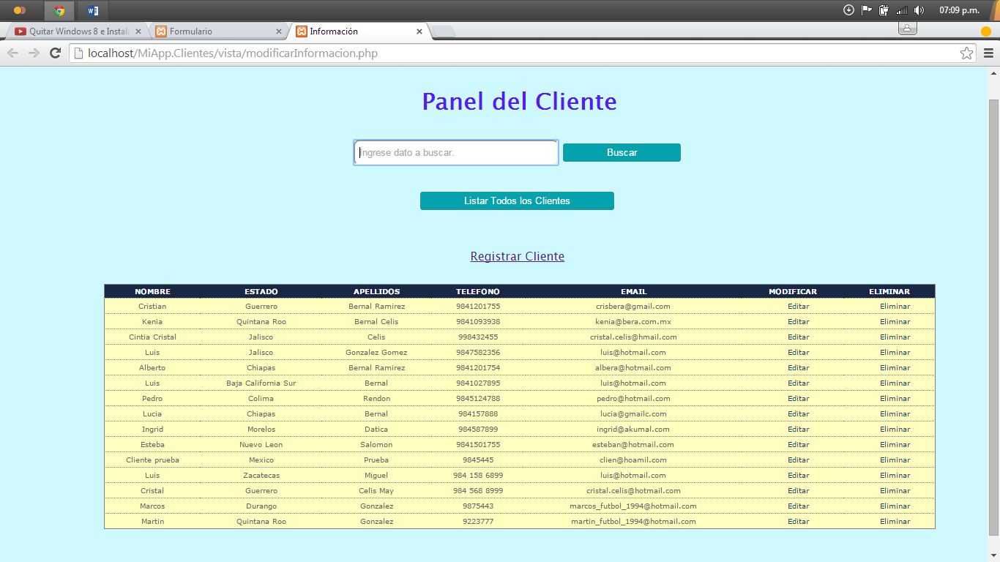 07:09 p.m.
Quitar Windows 8 e Instala
Formulario
Información
localhost/MiApp.Clientes/vista/modificarInformacion.php
Panel del Cliente
Ingrese dato a buscar.
Buscar
Listar Todos los Clientes
Registrar Cliente
NOMBRE ESTADO APELLIDOS TELEFONO EMAIL MODIFICAR ELIMINAR
Cristian Guerrero Bernal Ramirez 9841201755 crisbera@gmail.com Editar Eliminar
Kenia Quintana Roo Bernal Celis 9841093938 kenia@bera.com.mx Editar Eliminar
Cintia Cristal Jalisco Celis 998432455 cristal.celis@hmail.com Editar Eliminar
Luis Jalisco Gonzalez Gomez 9847582356 luis@hotmail.com Editar Eliminar
Alberto Chiapas Bernal Ramirez 9841201754 albera@hotmail.com Editar Eliminar
Luis Baja California Sur Bernal 9841027895 luis@hotmail.com Editar Eliminar
Pedro Colima Rendon 9845124788 pedro@hotmail.com Editar Eliminar
Lucia Chiapas Bernal 984157888 lucia@gmailc.com Editar Eliminar
Ingrid Morelos Datica 984587899 ingrid@akumal.com Editar Eliminar
Esteba Nuevo Leon Salomon 9841501755 esteban@hotmail.com Editar Eliminar
Cliente prueba Mexico Prueba 9845445 clien@hoamil.com Editar Eliminar
Luis Zacatecas Miguel 984 158 6899 luis@hotmail.com Editar Eliminar
Cristal Guerrero Celis May 984 568 8999 cristal.celis@hotmail.com Editar Eliminar
Marcos Durango Gonzalez 9875443 marcos_futbol_1994@hotmail.com Editar Eliminar
Martin Quintana Roo Gonzalez 9223777 martin_futbol_1994@hotmail.com Editar Eliminar